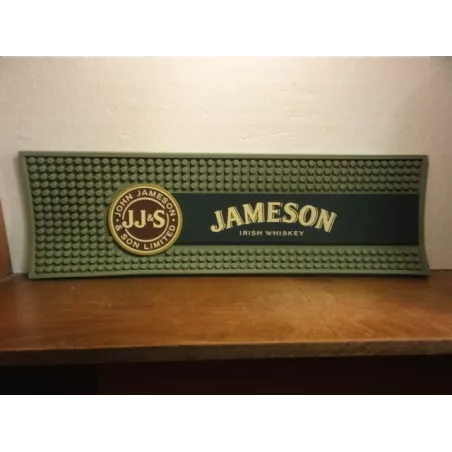 JOHN JAMESON
JJ&S
& SON LIMITED
JAMESON
IRISH WHISKEY